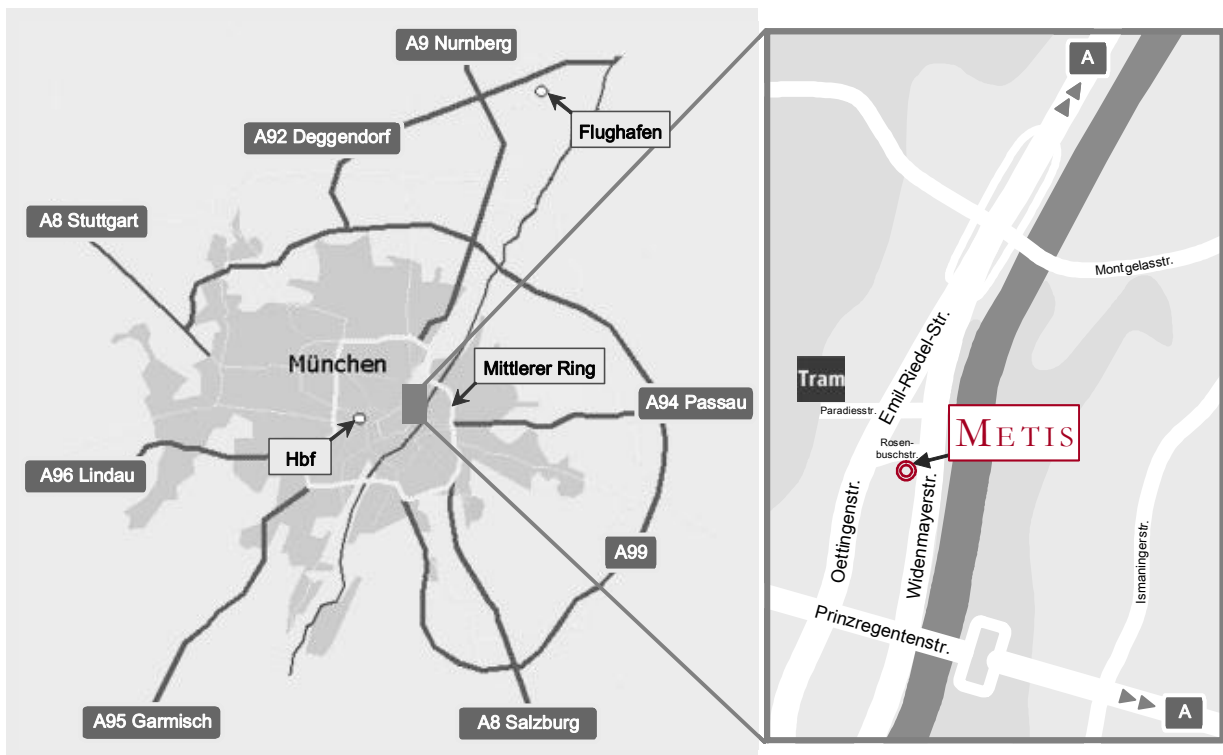 A9 Nurnberg
A92 Deggendorf
Flughafen
A8 Stuttgart
München
Mittlerer Ring
A94 Passau
Hbf
A96 Lindau
A99
A95 Garmisch
A8 Salzburg
A
Montgelasstr.
Emil-Riedel-Str.
Tram
Paradiesstr.
METIS
Rosen-
buschstr.
Oettingenstr.
Widenmayerstr.
Ismaningerstr.
Prinzregentenstr.
A